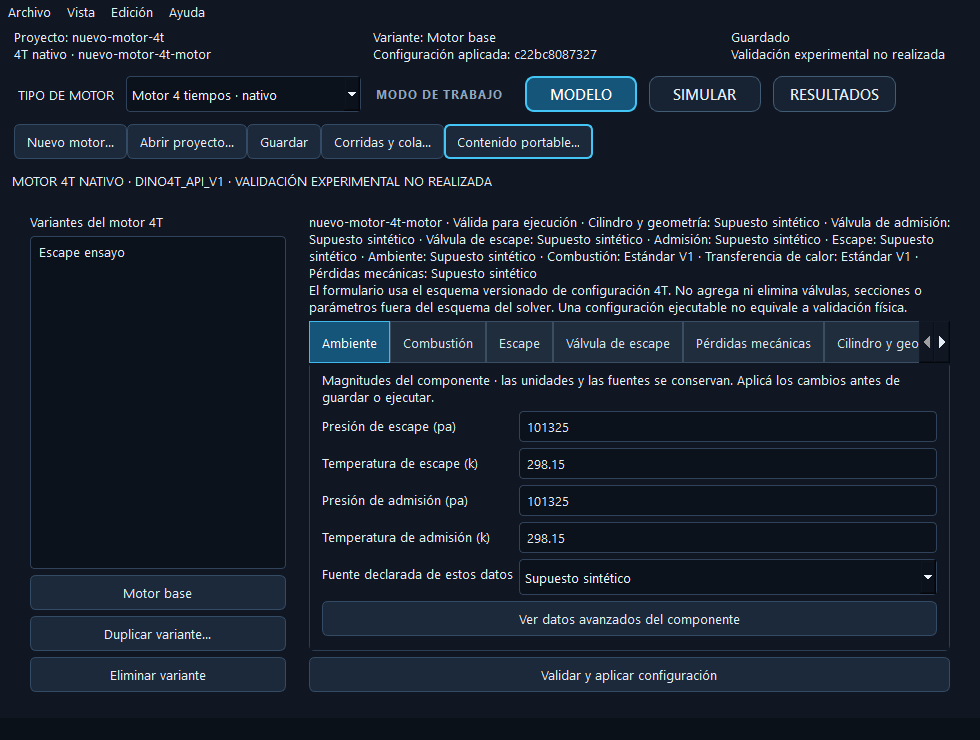 Archivo Vista Edición Ayuda
Proyecto: nuevo-motor-4t
4T nativo · nuevo-motor-4t-motor
Variante: Motor base
Configuración aplicada: c22bc8087327
Guardado
Validación experimental no realizada
TIPO DE MOTOR Motor 4 tiempos · nativo MODO DE TRABAJO MODELO SIMULAR RESULTADOS
Nuevo motor... Abrir proyecto... Guardar Corridas y cola... Contenido portable...
MOTOR 4T NATIVO · DINO4T_API_V1 · VALIDACIÓN EXPERIMENTAL NO REALIZADA
Variantes del motor 4T
Escape ensayo
Motor base
Duplicar variante...
Eliminar variante
nuevo-motor-4t-motor · Válida para ejecución · Cilindro y geometría: Supuesto sintético · Válvula de admisión:
Supuesto sintético · Válvula de escape: Supuesto sintético · Admisión: Supuesto sintético · Escape: Supuesto
sintético · Ambiente: Supuesto sintético · Combustión: Estándar V1 · Transferencia de calor: Estándar V1 ·
Pérdidas mecánicas: Supuesto sintético
El formulario usa el esquema versionado de configuración 4T. No agrega ni elimina válvulas, secciones o
parámetros fuera del esquema del solver. Una configuración ejecutable no equivale a validación física.
Ambiente Combustión Escape Válvula de escape Pérdidas mecánicas Cilindro y geo
Magnitudes del componente · las unidades y las fuentes se conservan. Aplicá los cambios antes de
guardar o ejecutar.
Presión de escape (pa) 101325
Temperatura de escape (k) 298.15
Presión de admisión (pa) 101325
Temperatura de admisión (k) 298.15
Fuente declarada de estos datos Supuesto sintético
Ver datos avanzados del componente
Validar y aplicar configuración